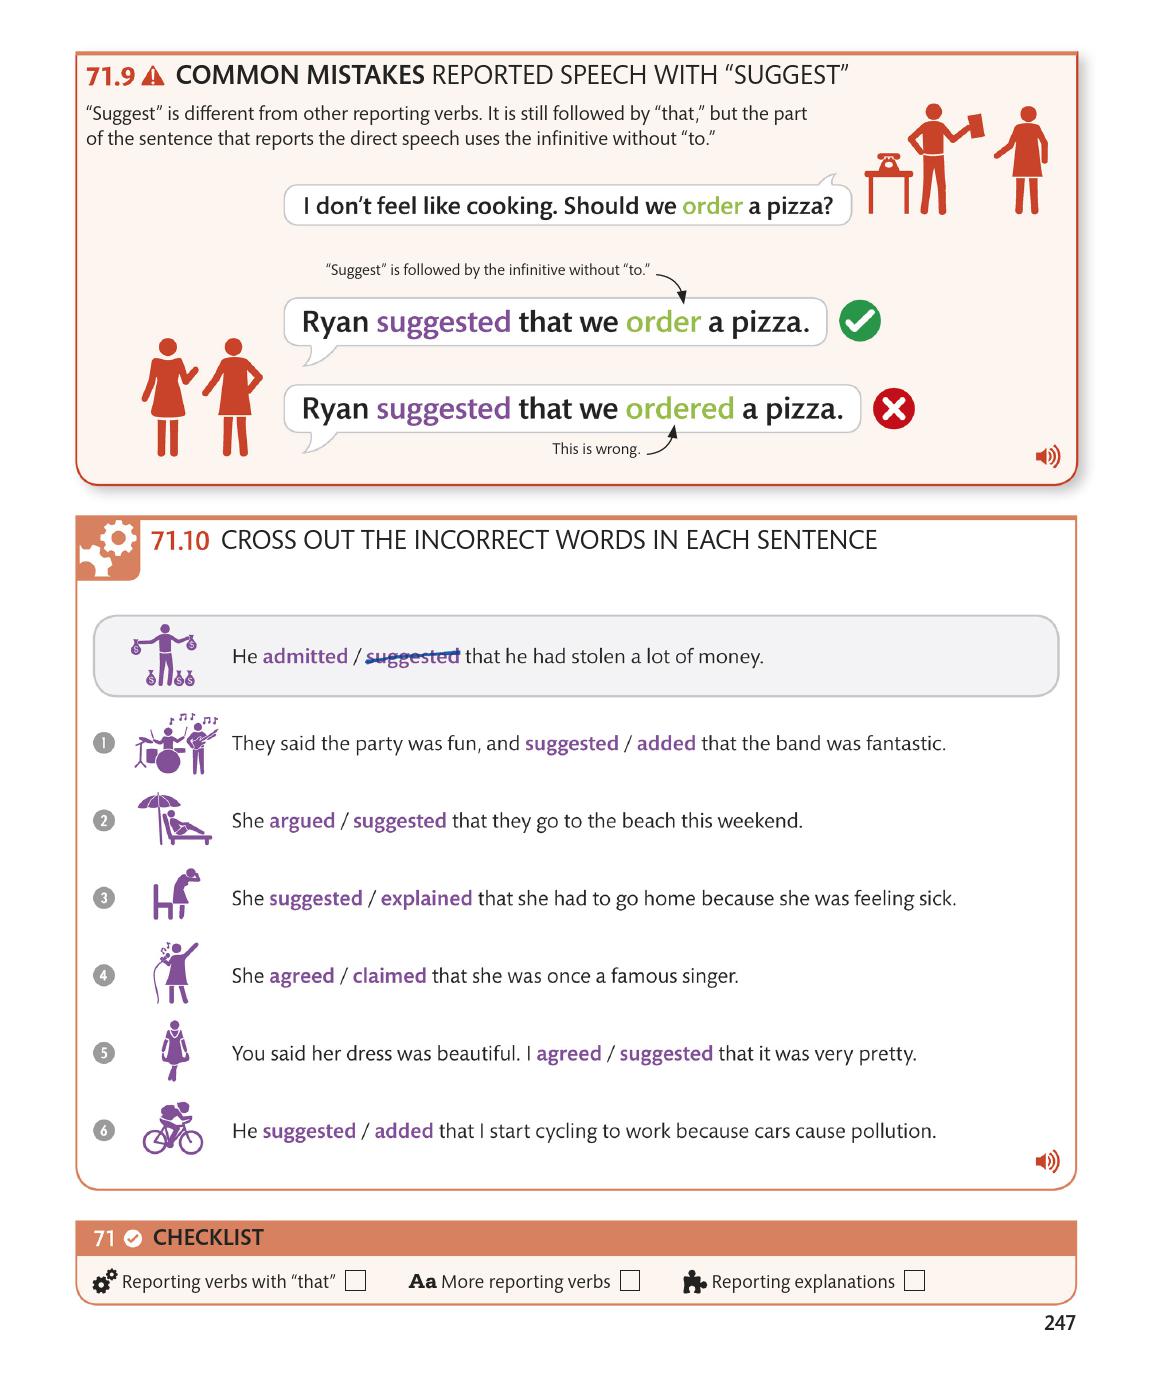 71.9 COMMON MISTAKES REPORTED SPEECH WITH “SUGGEST”
“Suggest” is different from other reporting verbs. It is still followed by “that,” but the part
of the sentence that reports the direct speech uses the infinitive without “to.”
I don’t feel like cooking. Should we order a pizza?
“Suggest” is followed by the infinitive without “to.”
Ryan suggested that we order a pizza.
Ryan suggested that we ordered a pizza.
This is wrong.
71.10 CROSS OUT THE INCORRECT WORDS IN EACH SENTENCE
He admitted / suggested that he had stolen a lot of money.
1 They said the party was fun, and suggested / added that the band was fantastic.
2 She argued / suggested that they go to the beach this weekend.
3 She suggested / explained that she had to go home because she was feeling sick.
4 She agreed / claimed that she was once a famous singer.
5 You said her dress was beautiful. I agreed / suggested that it was very pretty.
6 He suggested / added that I start cycling to work because cars cause pollution.
71 CHECKLIST
Reporting verbs with “that” Aa More reporting verbs Reporting explanations
247